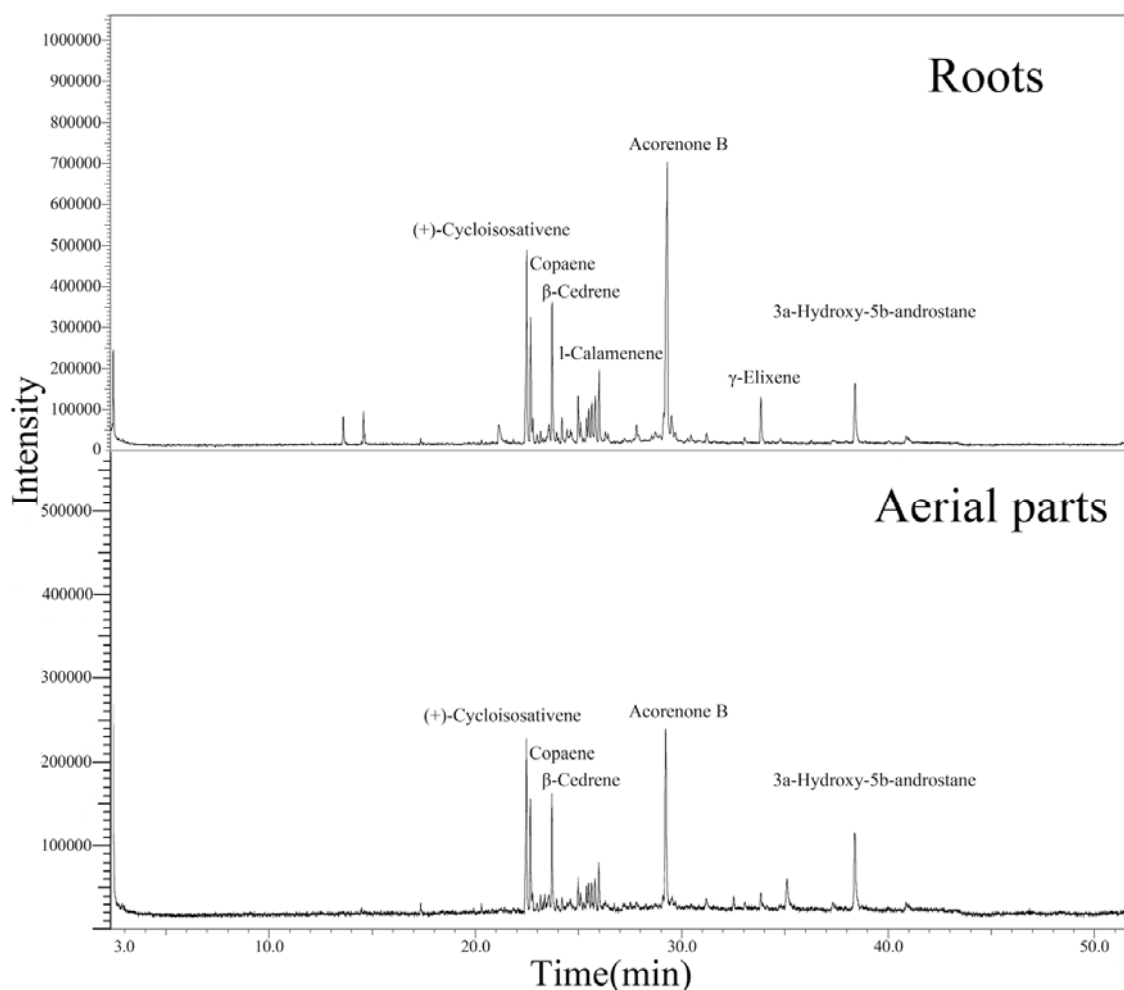 1000000
900000
Roots
800000
700000
Acorenone B
600000
500000
(+)-Cycloisosativene
Copaene
400000
β-Cedrene
300000
3a-Hydroxy-5b-androstane
l-Calamenene
200000
γ-Elixene
100000
0
Intensity
Aerial parts
500000
400000
300000
(+)-Cycloisosativene
Acorenone B
200000
Copaene
β-Cedrene
3a-Hydroxy-5b-androstane
100000
3.0 10.0 20.0 30.0 40.0 50.0
Time(min)